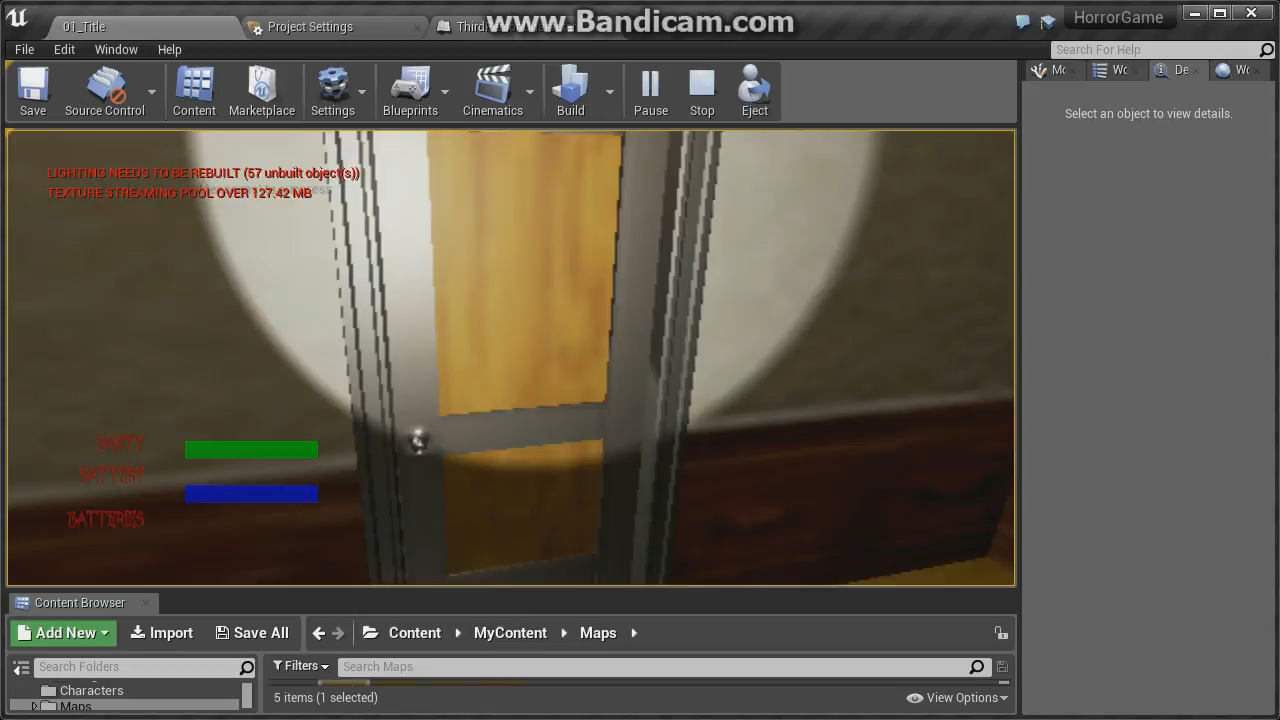 www.Bandicam.com
01_Title
Project Settings
HorrorGame
File Edit Window Help
Search For Help
Save
Source Control
Content
Marketplace
Settings
Blueprints
Cinematics
Build
Pause
Stop
Eject
Select an object to view details.
LIGHTING NEEDS TO BE REBUILT (57 unbuilt object(s))
TEXTURE STREAMING POOL OVER 127.42 MB
SANITY
BATTERY
BATTERIES
Content Browser
Add New
Import
Save All
Content
MyContent
Maps
Search Folders
Filters
Search Maps
Characters
Maps
5 items (1 selected)
View Options